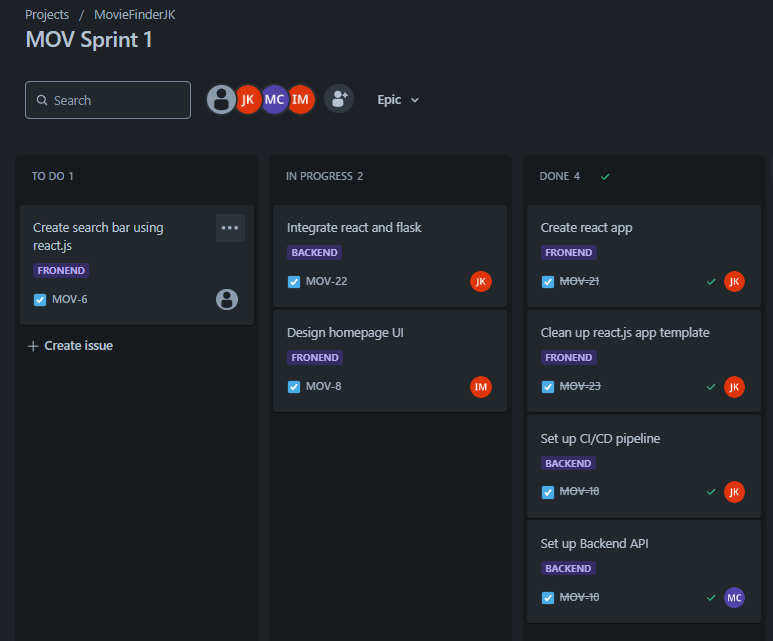 Projects / MovieFinderJK
MOV Sprint 1
Search
JK MC IM
Epic
TO DO 1
Create search bar using
react.js
FRONEND
MOV-6
+ Create issue
IN PROGRESS 2
Integrate react and flask
BACKEND
MOV-22
JK
Design homepage UI
FRONEND
MOV-8
IM
DONE 4
Create react app
FRONEND
MOV-21
JK
Clean up react.js app template
FRONEND
MOV-23
JK
Set up CI/CD pipeline
BACKEND
MOV-18
JK
Set up Backend API
BACKEND
MOV-10
MC